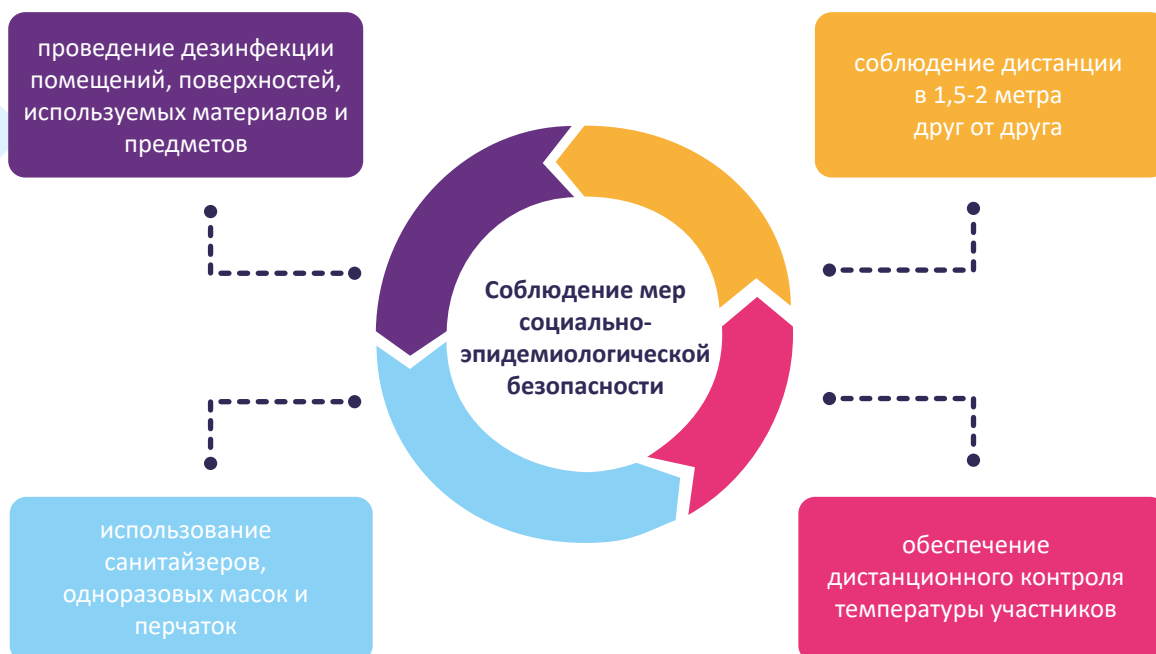 проведение дезинфекции
помещений, поверхностей,
используемых материалов и
предметов
соблюдение дистанции
в 1,5-2 метра
друг от друга
Соблюдение мер
социально-
эпидемиологической
безопасности
использование
санитайзеров,
одноразовых масок и
перчаток
обеспечение
дистанционного контроля
температуры участников